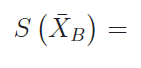 S ( X̄_B ) =